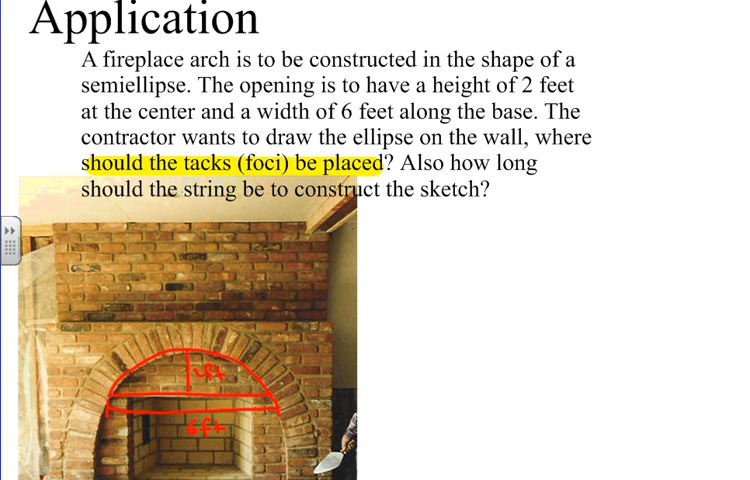 Application
A fireplace arch is to be constructed in the shape of a
semiellipse. The opening is to have a height of 2 feet
at the center and a width of 6 feet along the base. The
contractor wants to draw the ellipse on the wall, where
should the tacks (foci) be placed? Also how long
should the string be to construct the sketch?
2ft
6ft